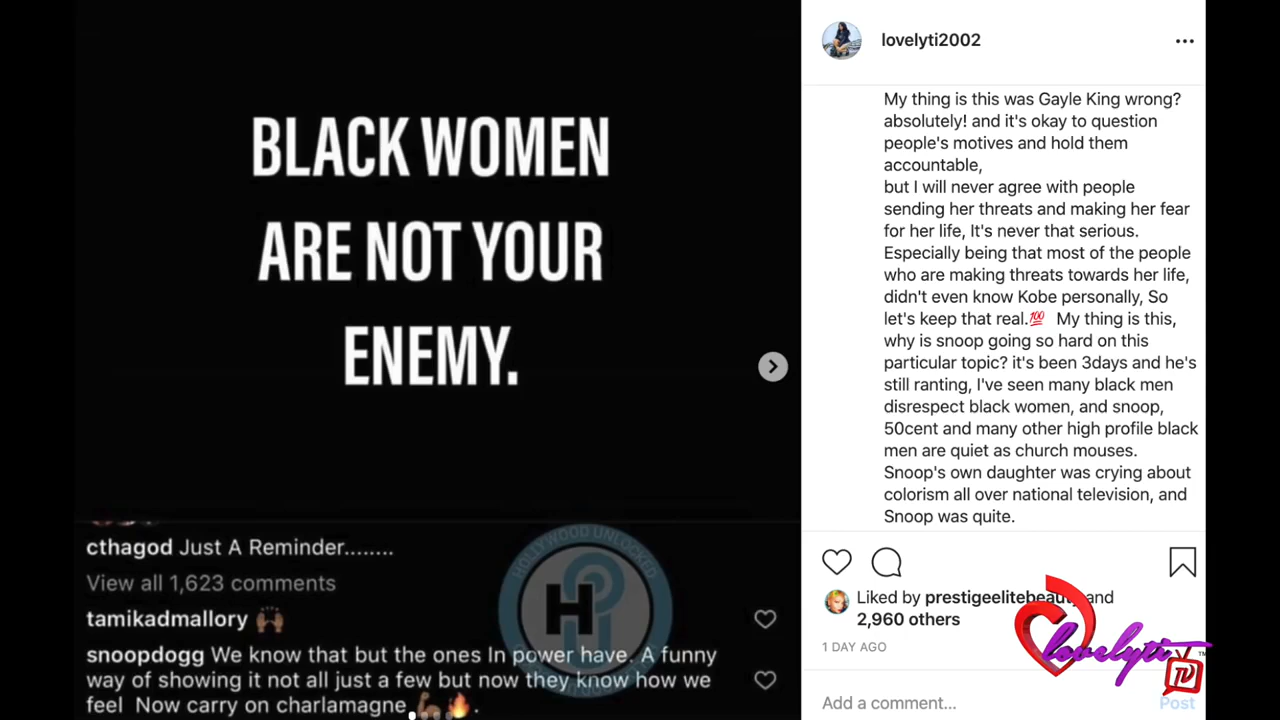 BLACK WOMEN
ARE NOT YOUR
ENEMY.
cthagod Just A Reminder........
View all 1,623 comments
tamikadmallory 🙌🏽
snoopdogg We know that but the ones In power have. A funny
way of showing it not all just a few but now they know how we
feel Now carry on charlamagne 💪🏾🔥.
HOLLYWOOD UNLOCKED
H
lovelyti2002
My thing is this was Gayle King wrong?
absolutely! and it's okay to question
people's motives and hold them
accountable,
but I will never agree with people
sending her threats and making her fear
for her life, It's never that serious.
Especially being that most of the people
who are making threats towards her life,
didn't even know Kobe personally, So
let's keep that real.💯 My thing is this,
why is snoop going so hard on this
particular topic? it's been 3days and he's
still ranting, I've seen many black men
disrespect black women, and snoop,
50cent and many other high profile black
men are quiet as church mouses.
Snoop's own daughter was crying about
colorism all over national television, and
Snoop was quite.
Liked by prestigeelitebeauty and
2,960 others
1 DAY AGO
Add a comment...
Post
Lovelyti
TV
TM